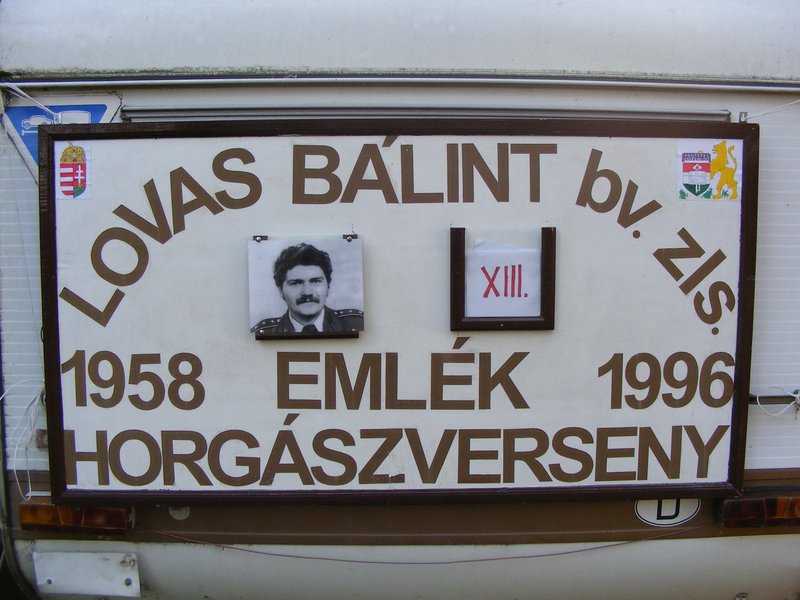 LOVAS BÁLINT bv. zls.
XIII.
1958 EMLÉK 1996
HORGÁSZVERSENY
D